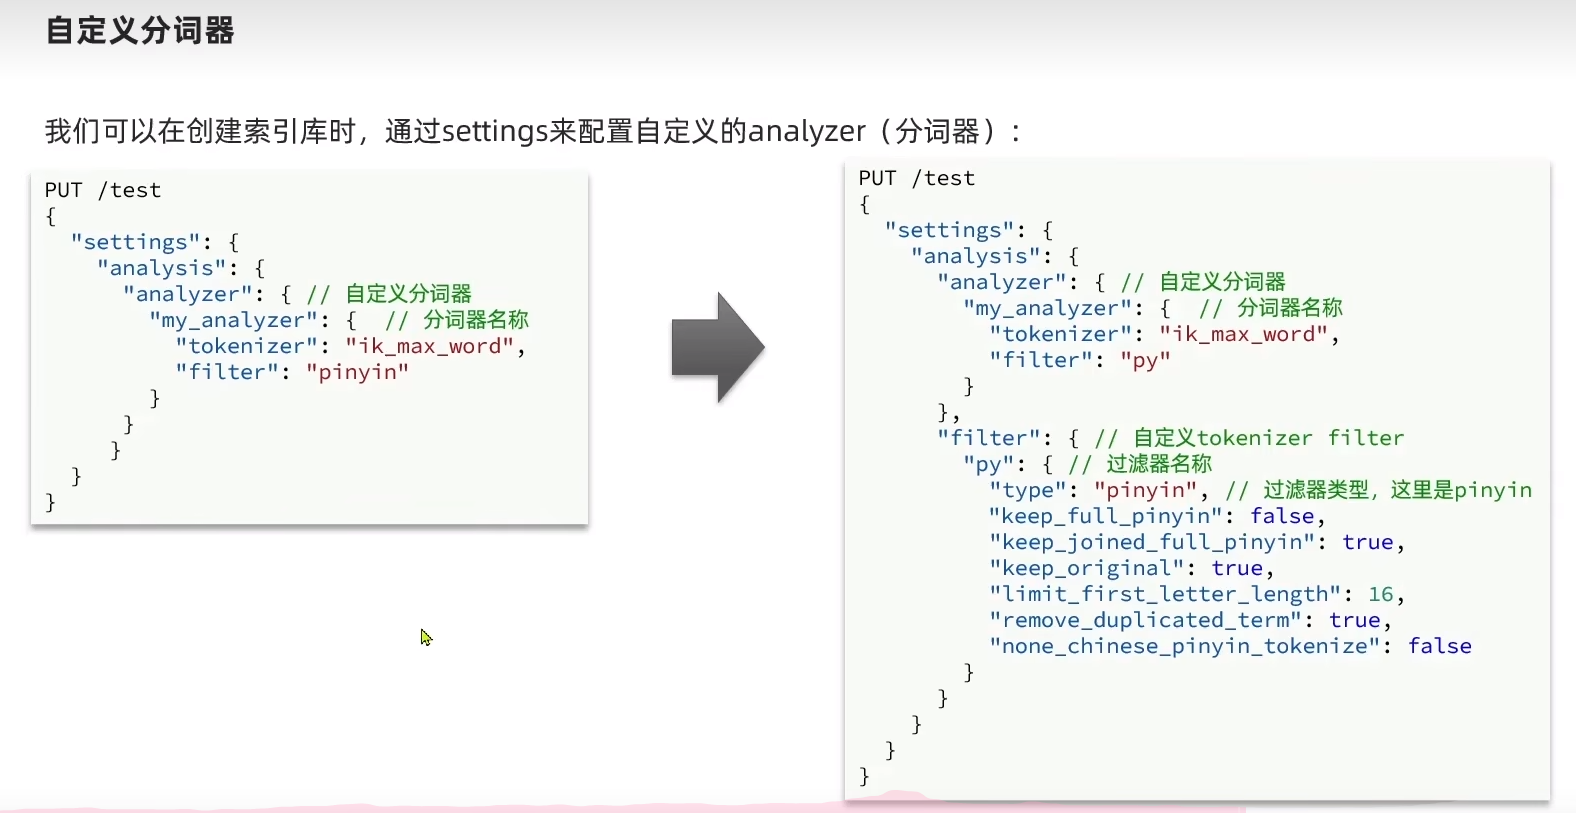 自定义分词器
我们可以在创建索引库时，通过settings来配置自定义的analyzer（分词器）：
PUT /test
{
  "settings": {
    "analysis": {
      "analyzer": { // 自定义分词器
        "my_analyzer": {  // 分词器名称
          "tokenizer": "ik_max_word",
          "filter": "pinyin"
        }
      }
     }
  }
}
PUT /test
{
  "settings": {
    "analysis": {
      "analyzer": { // 自定义分词器
        "my_analyzer": {  // 分词器名称
          "tokenizer": "ik_max_word",
          "filter": "py"
        }
      },
      "filter": { // 自定义tokenizer filter
        "py": { // 过滤器名称
          "type": "pinyin", // 过滤器类型，这里是pinyin
          "keep_full_pinyin": false,
          "keep_joined_full_pinyin": true,
          "keep_original": true,
          "limit_first_letter_length": 16,
          "remove_duplicated_term": true,
          "none_chinese_pinyin_tokenize": false
        }
      }
    }
  }
}